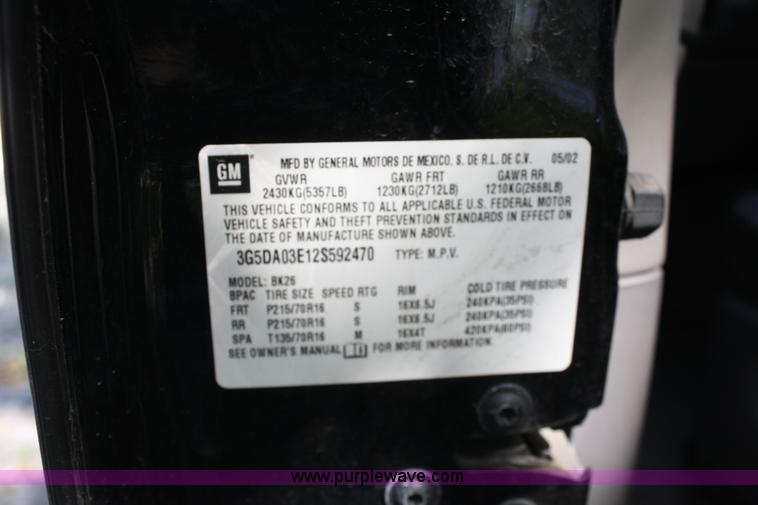 GM
MFD BY GENERAL MOTORS DE MEXICO, S. DE R.L. DE C.V. 05/02
GVWR GAWR FRT GAWR RR
2430KG(5357LB) 1230KG(2712LB) 1210KG(2668LB)
THIS VEHICLE CONFORMS TO ALL APPLICABLE U.S. FEDERAL MOTOR
VEHICLE SAFETY AND THEFT PREVENTION STANDARDS IN EFFECT ON
THE DATE OF MANUFACTURE SHOWN ABOVE.
3G5DA03E12S592470 TYPE: M.P.V.
MODEL: BK26
BPAC TIRE SIZE SPEED RTG RIM COLD TIRE PRESSURE
FRT P215/70R16 S 16X6.5J 240KPA(35PSI)
RR P215/70R16 S 16X6.5J 240KPA(35PSI)
SPA T135/70R16 M 16X4T 420KPA(60PSI)
SEE OWNER'S MANUAL FOR MORE INFORMATION.
www.purplewave.com